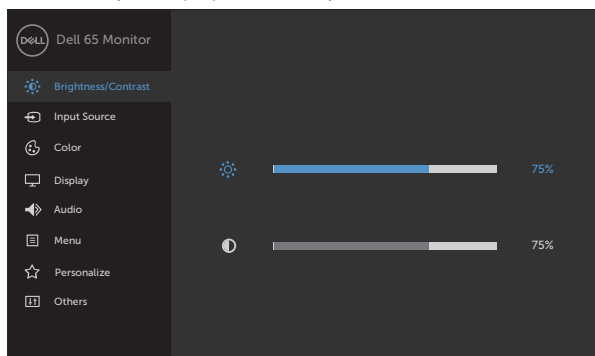 DELL
Dell 65 Monitor
Brightness/Contrast
Input Source
Color
Display
Audio
Menu
Personalize
Others
75%
75%